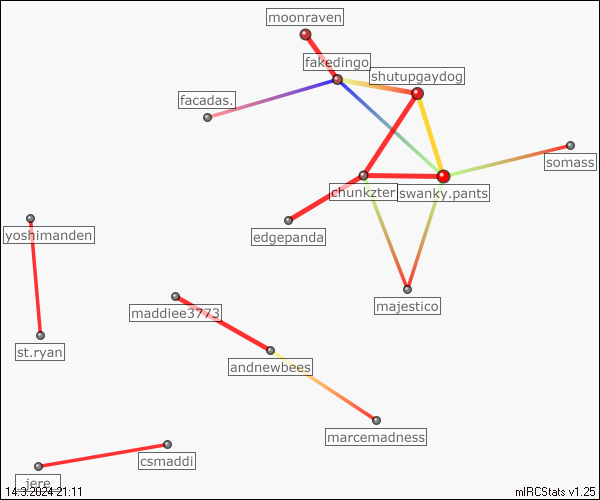 moonraven
fakedingo
shutupgaydog
facadas.
somass
chunkzter
swanky.pants
yoshimanden
edgepanda
majestico
maddiee3773
st.ryan
andnewbees
marcemadness
csmaddi
jere_
14.3.2024 21:11
mIRCStats v1.25